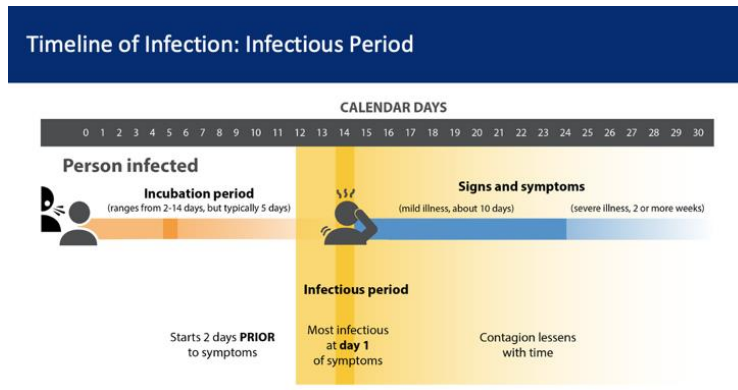 Timeline of Infection: Infectious Period
CALENDAR DAYS
0 1 2 3 4 5 6 7 8 9 10 11 12 13 14 15 16 17 18 19 20 21 22 23 24 25 26 27 28 29 30
Person infected
Incubation period
(ranges from 2-14 days, but typically 5 days)
Signs and symptoms
(mild illness, about 10 days)
(severe illness, 2 or more weeks)
Infectious period
Starts 2 days PRIOR
to symptoms
Most infectious
at day 1
of symptoms
Contagion lessens
with time